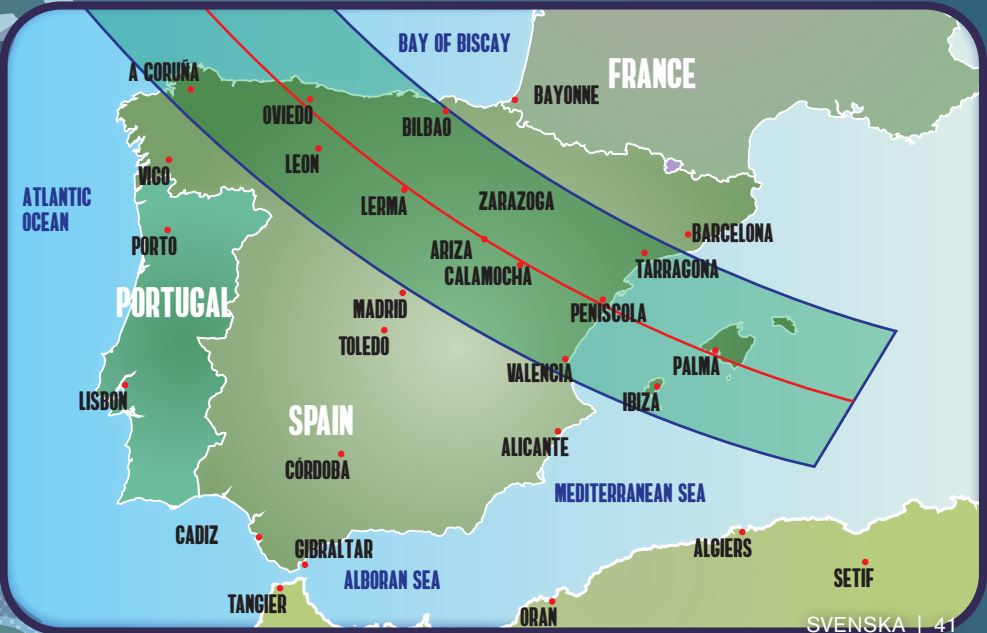 BAY OF BISCAY
FRANCE
A CORUÑA
BAYONNE
OVIEDO
BILBAO
LEON
VIGO
ATLANTIC
OCEAN
LERMA
ZARAZOGA
PORTO
BARCELONA
ARIZA
CALAMOCHA
TARRAGONA
PORTUGAL
MADRID
PENISCOLA
TOLEDO
VALENCIA
PALMA
LISBON
IBIZA
SPAIN
ALICANTE
CÓRDOBA
MEDITERRANEAN SEA
CADIZ
GIBRALTAR
ALGIERS
ALBORAN SEA
SETIF
TANGIER
ORAN
SVENSKA | 41